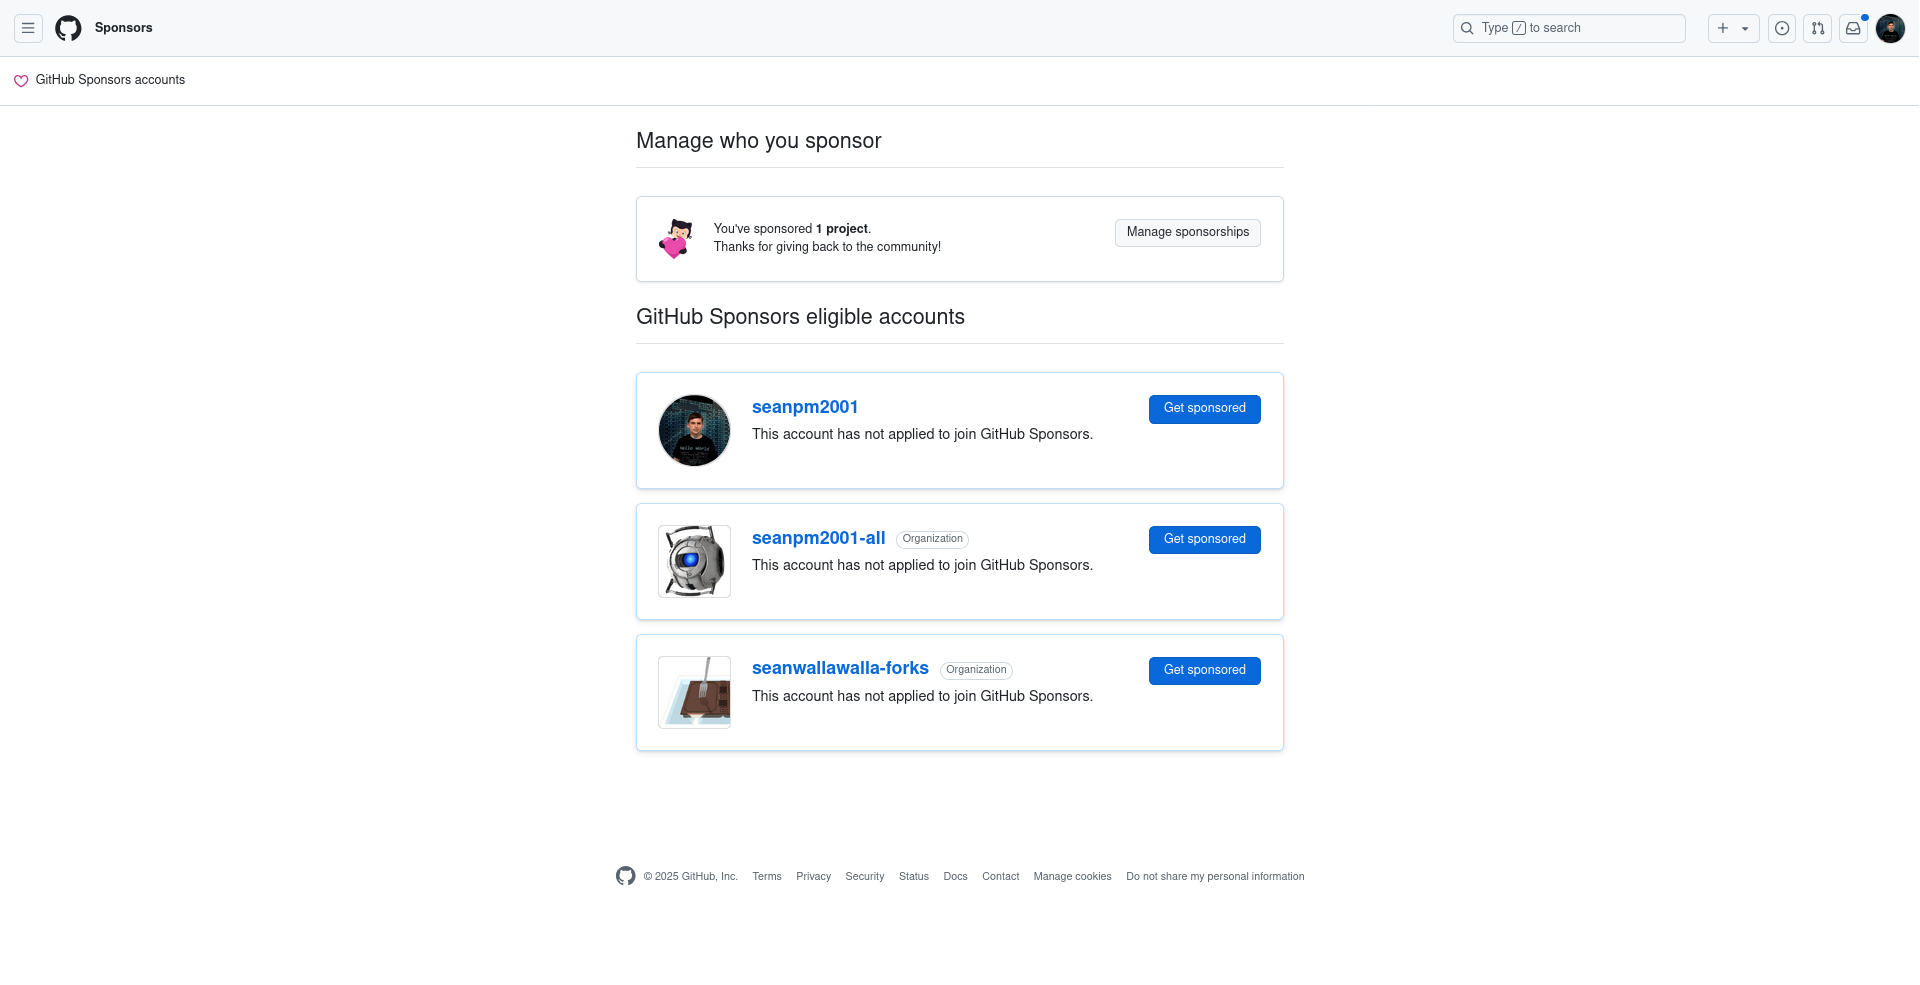 Sponsors
Type / to search
GitHub Sponsors accounts
Manage who you sponsor
You've sponsored 1 project.
Thanks for giving back to the community!
Manage sponsorships
GitHub Sponsors eligible accounts
seanpm2001
Get sponsored
This account has not applied to join GitHub Sponsors.
Hello World
seanpm2001-all Organization
Get sponsored
This account has not applied to join GitHub Sponsors.
seanwallawalla-forks Organization
Get sponsored
This account has not applied to join GitHub Sponsors.
© 2025 GitHub, Inc. Terms Privacy Security Status Docs Contact Manage cookies Do not share my personal information